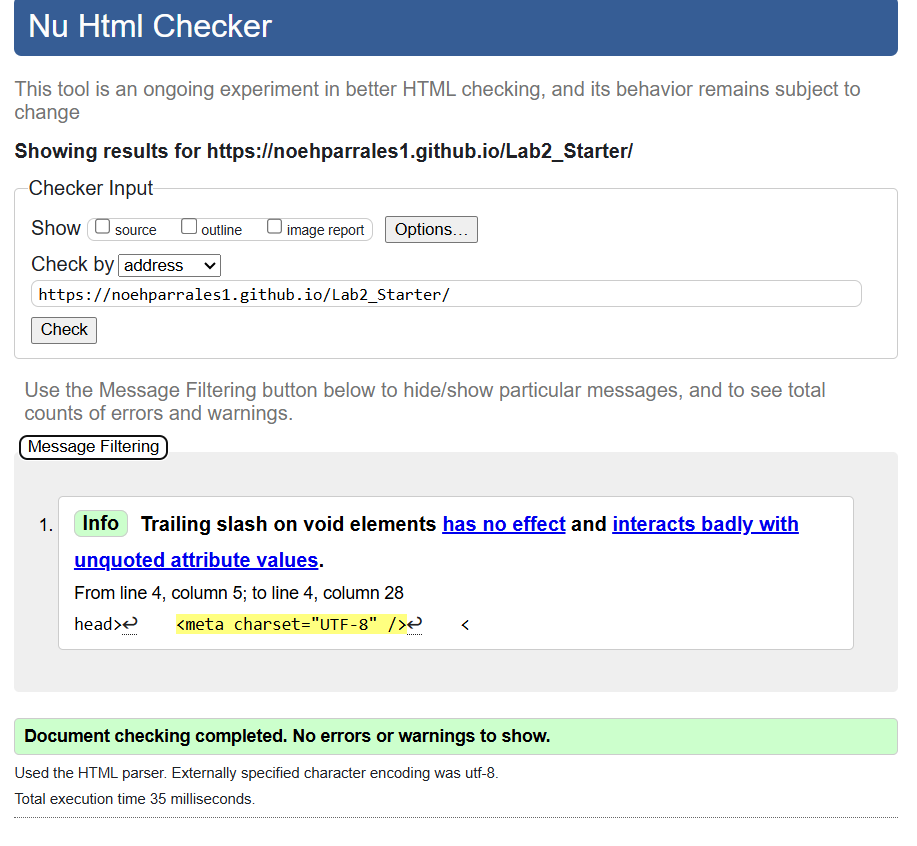 Nu Html Checker
This tool is an ongoing experiment in better HTML checking, and its behavior remains subject to
change
Showing results for https://noehparrales1.github.io/Lab2_Starter/
Checker Input
Show source outline image report Options...
Check by address
https://noehparrales1.github.io/Lab2_Starter/
Check
Use the Message Filtering button below to hide/show particular messages, and to see total
counts of errors and warnings.
Message Filtering
1. Info Trailing slash on void elements has no effect and interacts badly with
unquoted attribute values.
From line 4, column 5; to line 4, column 28
head>↩ <meta charset="UTF-8" />↩ <
Document checking completed. No errors or warnings to show.
Used the HTML parser. Externally specified character encoding was utf-8.
Total execution time 35 milliseconds.